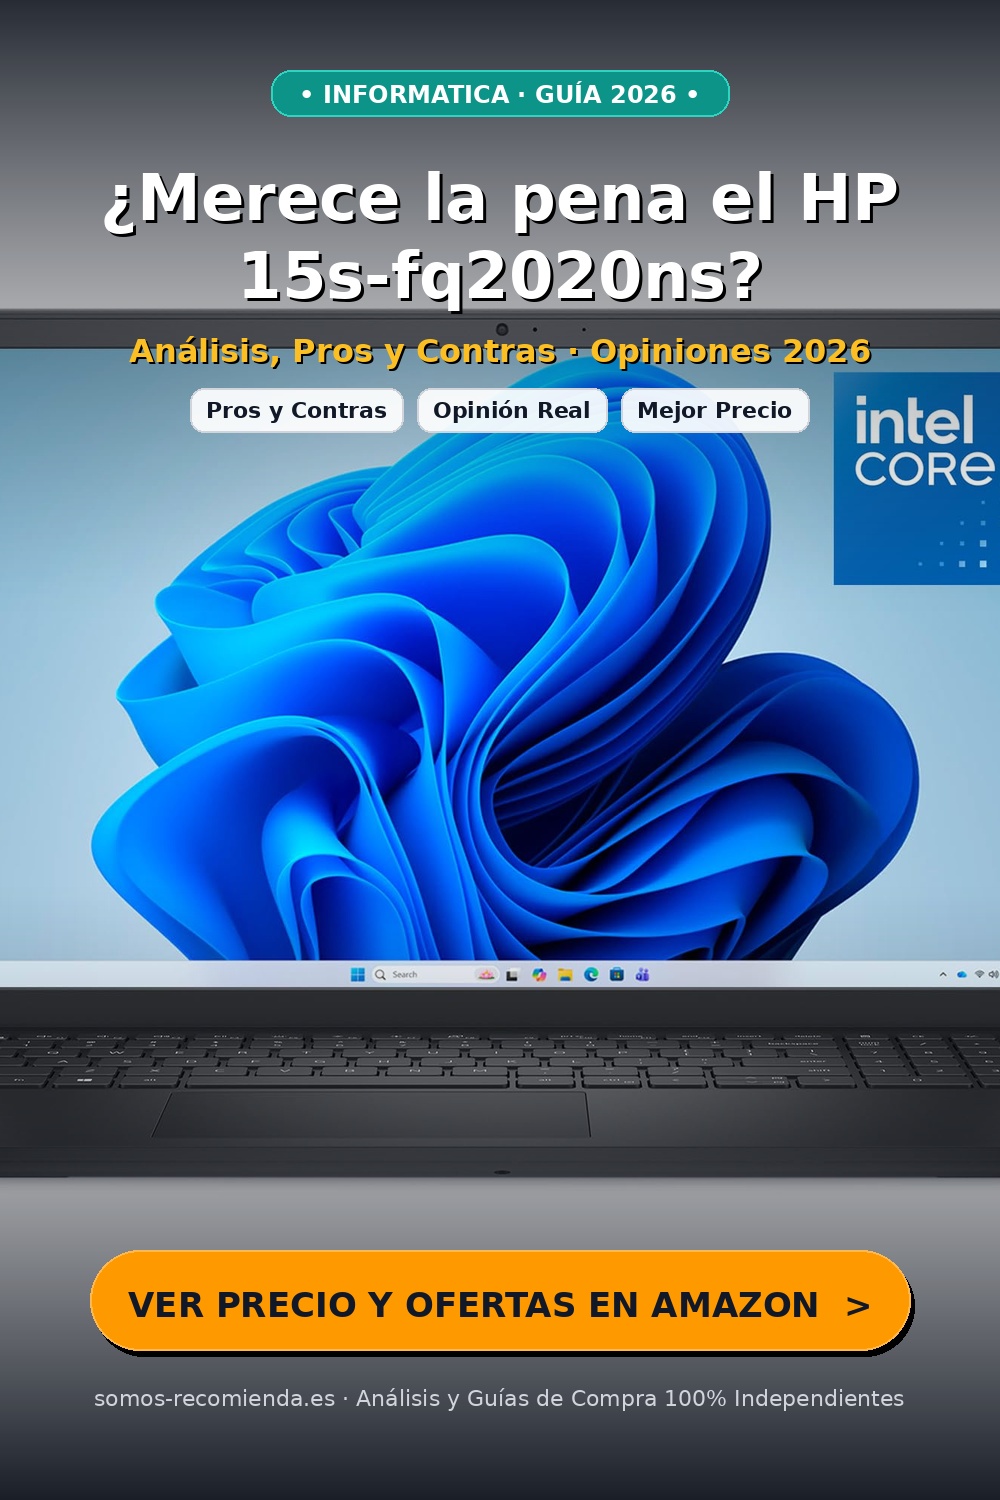 • INFORMATICA · GUÍA 2026 •
¿Merece la pena el HP
15s-fq2020ns?
Análisis, Pros y Contras · Opiniones 2026
Pros y Contras
Opinión Real
Mejor Precio
intel
CORE
Search
VER PRECIO Y OFERTAS EN AMAZON >
somos-recomienda.es · Análisis y Guías de Compra 100% Independientes